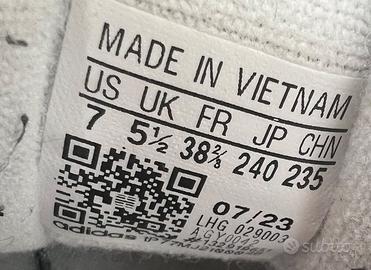 MADE IN VIETNAM
US UK FR JP CHN
7 5½ 38⅔ 240 235
07/23
LHG 029003
adidas
subito